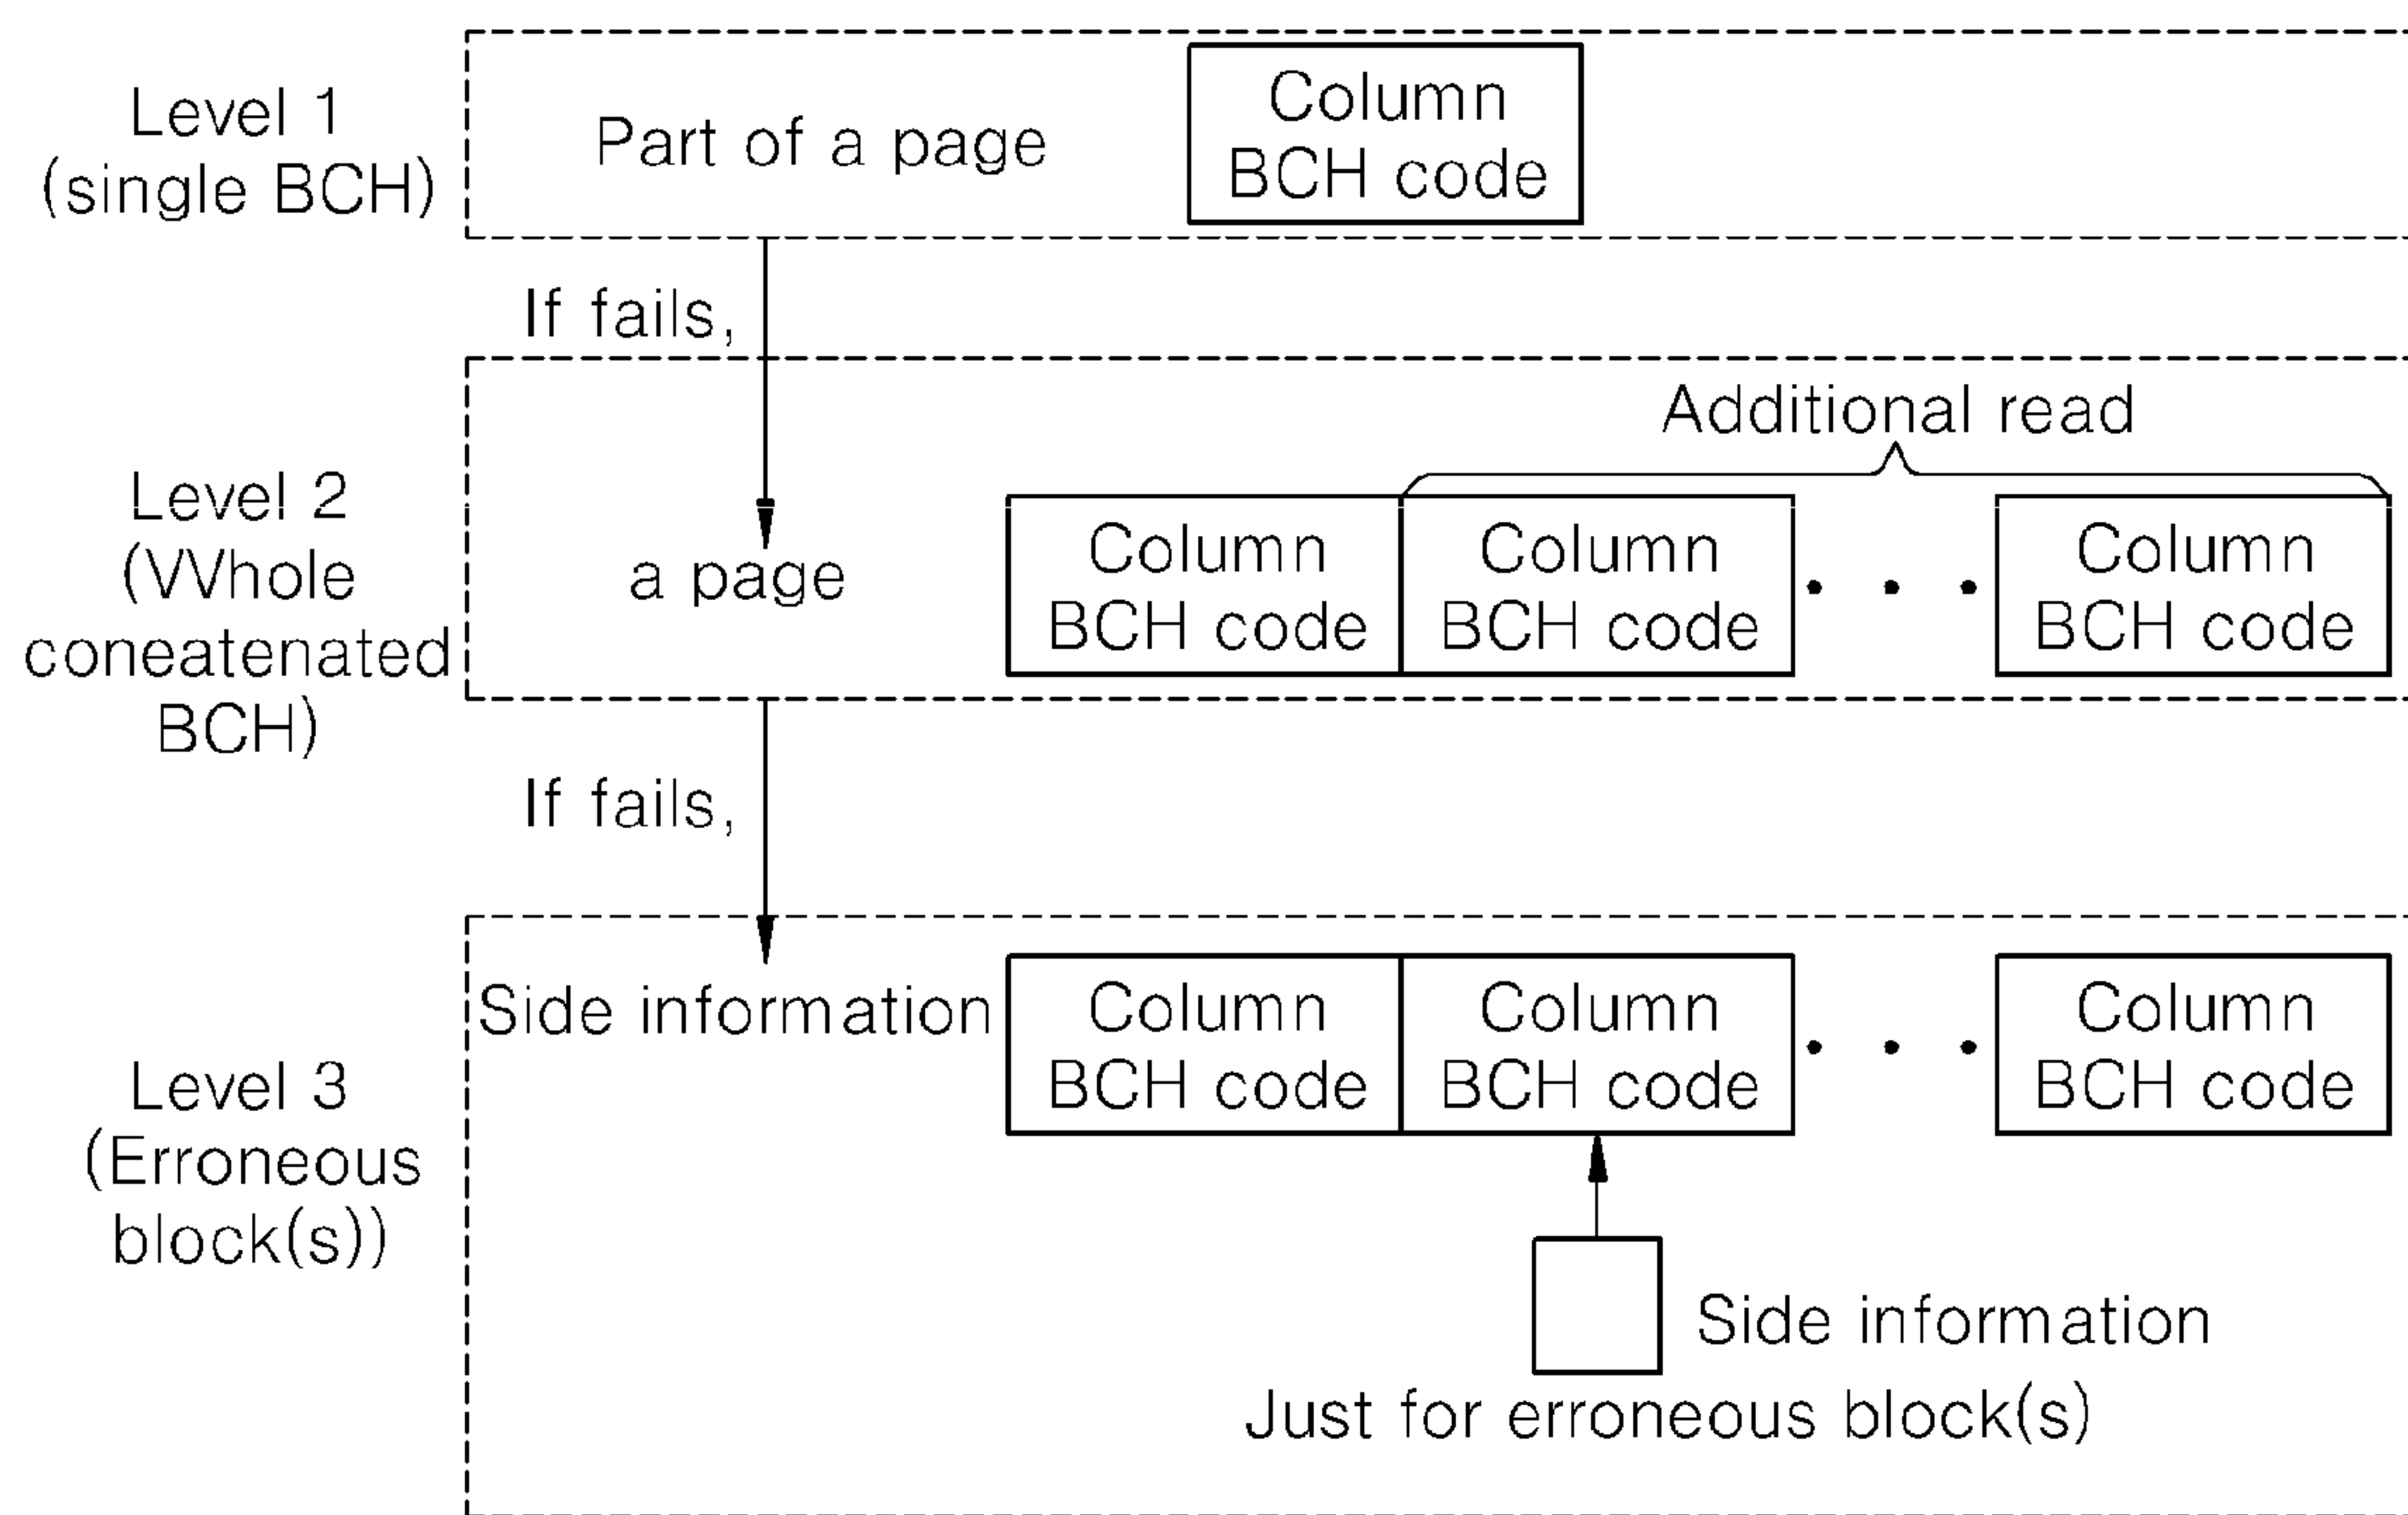 Level 1
(single BCH)
Part of a page
Column
BCH code
If fails,
Level 2
(Whole
coneatenated
BCH)
a page
Additional read
Column
BCH code
Column
BCH code
. . .
Column
BCH code
If fails,
Level 3
(Erroneous
block(s))
Side information
Column
BCH code
Column
BCH code
. . .
Column
BCH code
Side information
Just for erroneous block(s)